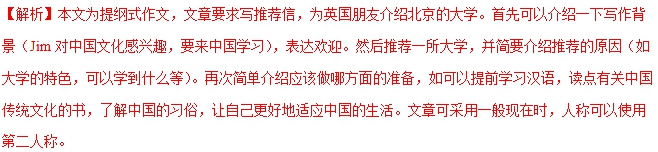 【解析】本文为提纲式作文，文章要求写推荐信，为英国朋友介绍北京的大学。首先可以介绍一下写作背
景（Jim 对中国文化感兴趣，要来中国学习），表达欢迎。然后推荐一所大学，并简要介绍推荐的原因（如
大学的特色，可以学到什么等）。再次简单介绍应该做哪方面的准备，如可以提前学习汉语，读点有关中国
传统文化的书，了解中国的习俗，让自己更好地适应中国的生活。文章可采用一般现在时，人称可以使用
第二人称。